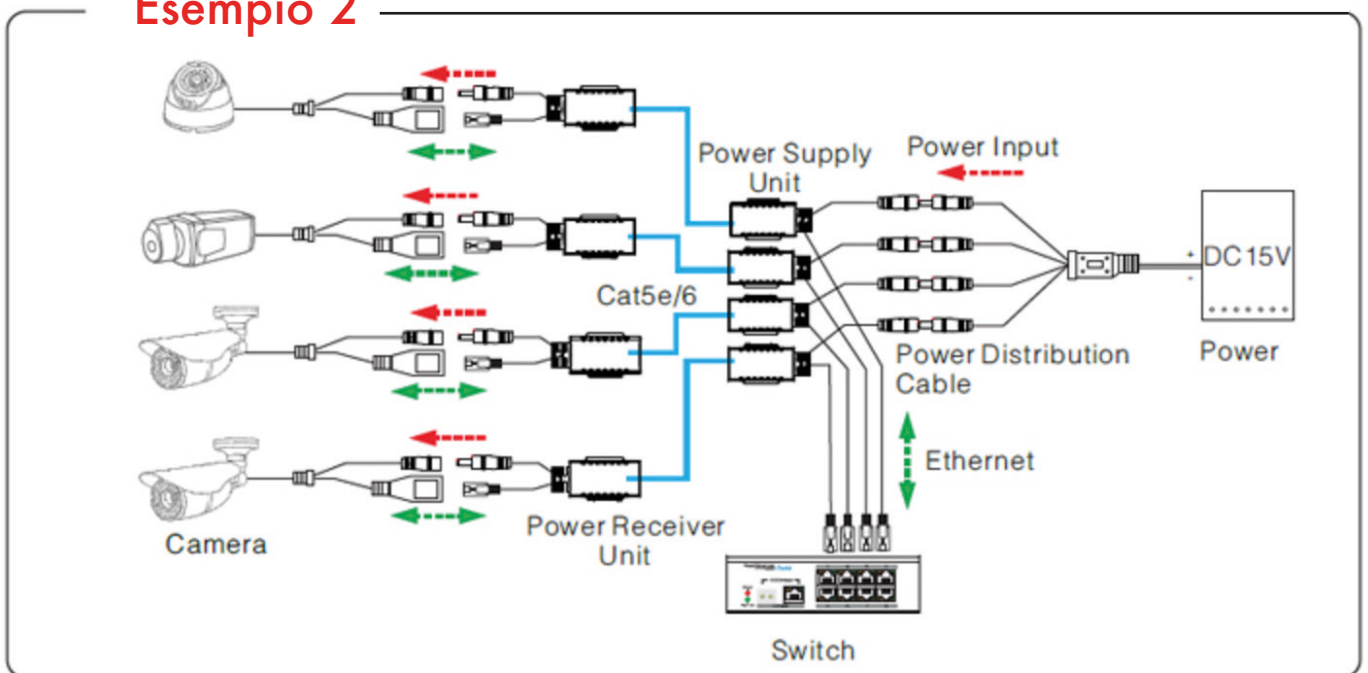 Esempio 2
Power Supply
Unit
Power Input
+
DC15V
-
Cat5e/6
Power Distribution
Cable
Power
Ethernet
Power Receiver
Unit
Camera
Switch